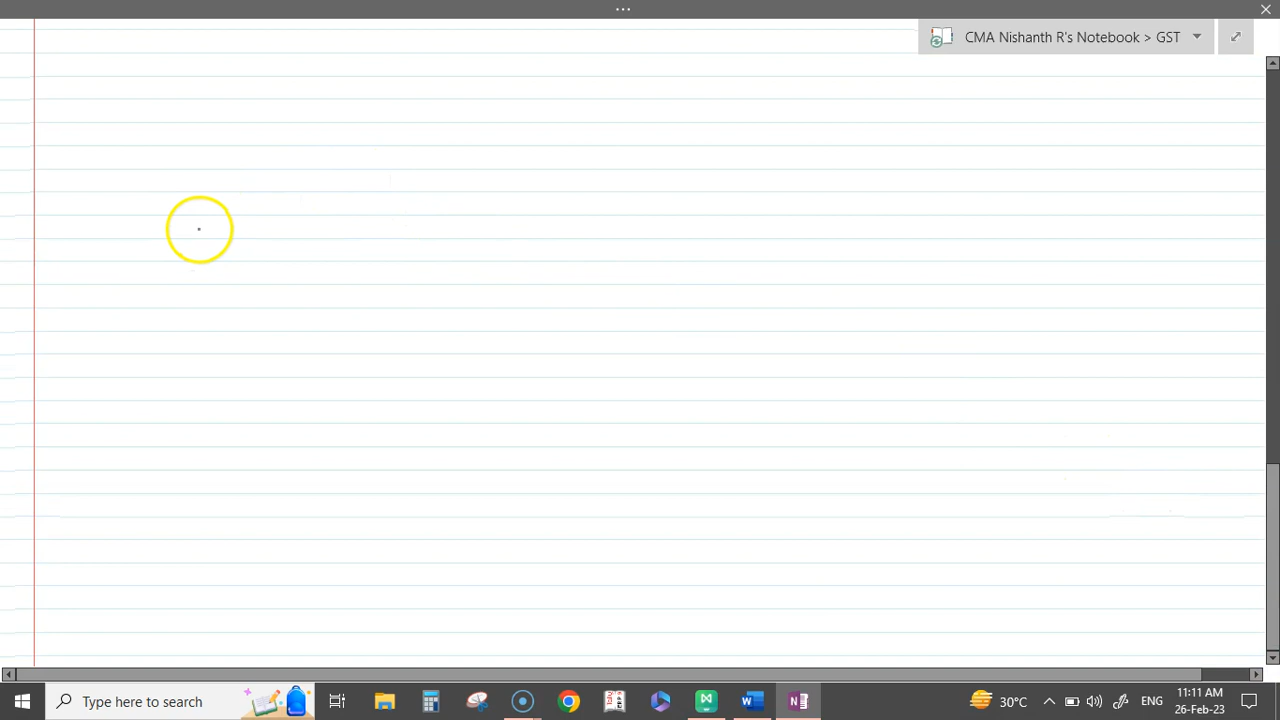 CMA Nishanth R's Notebook > GST
Type here to search
30°C
ENG
11:11 AM
26-Feb-23